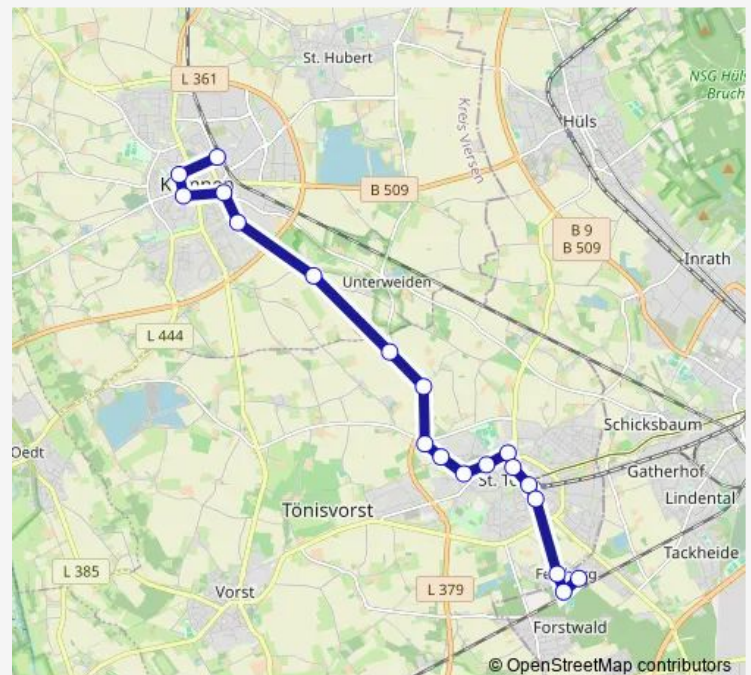 St. Hubert
L 361
NSG Hüls
Bruch
Hüls
Kreis Viersen
B 509
B 9
B 509
Inrath
Unterweiden
L 444
Schicksbaum
Oedt
Gatherhof
St.
Lindental
Tönisvorst
Tackheide
L 385
L 379
Vorst
Forstwald
© OpenStreetMap contributors